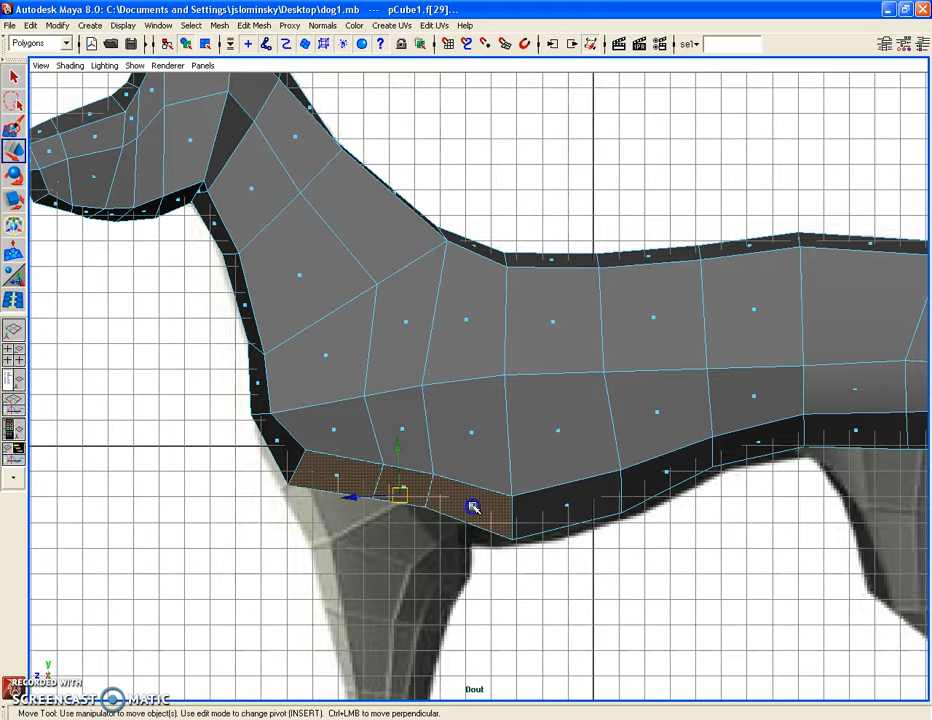 Autodesk Maya 8.0: C:\Documents and Settings\jslominsky\Desktop\dog1.mb   ---   pCube1.f[29]...
File Edit Modify Create Display Window Select Mesh Edit Mesh Proxy Normals Color Create UVs Edit UVs Help
Polygons
sel
View Shading Lighting Show Renderer Panels
y
z x
RECORDED WITH
SCREENCAST MATIC
Dout
Move Tool: Use manipulator to move object(s). Use edit mode to change pivot (INSERT). Ctrl+LMB to move perpendicular.